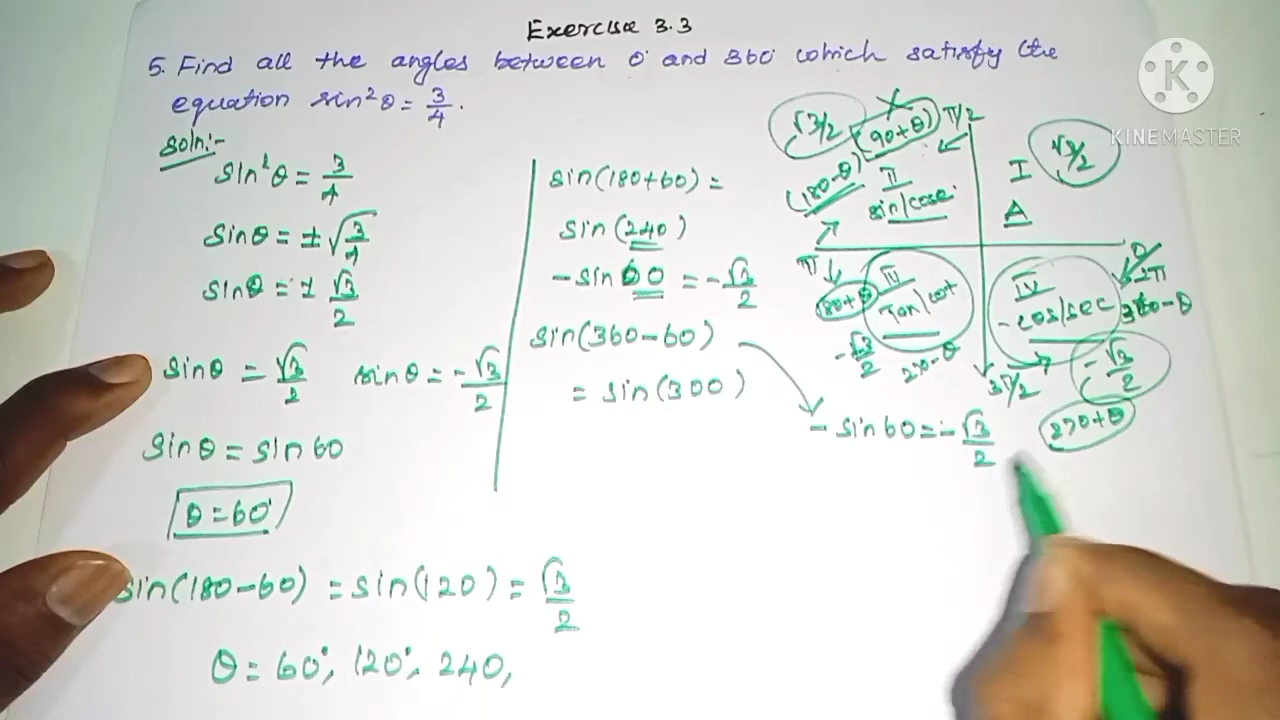 Exercise 3.3
5. Find all the angles between 0° and 360° which satisfy the
equation sin²θ = 3/4.
Soln:-
sin²θ = 3/4
sinθ = ±√3/4
sinθ = ± √3/2
sinθ = √3/2 sinθ = -√3/2
sinθ = sin 60
θ = 60°
sin(180-60) = sin(120) = √3/2
θ = 60°, 120°, 240,
sin(180+60) =
sin(240)
-sin 60 = -√3/2
sin(360-60)
= sin(300)
- sin 60 = -√3/2
√3/2 (90+θ) π/2
(180-θ) II
sin/cosec
I √3/2
A
π 0
2π
180+θ III
Tan/cot
-√3/2 270-θ
IV 360-θ
-cos/sec
3π/2 -√3/2
270+θ
K
KINEMASTER